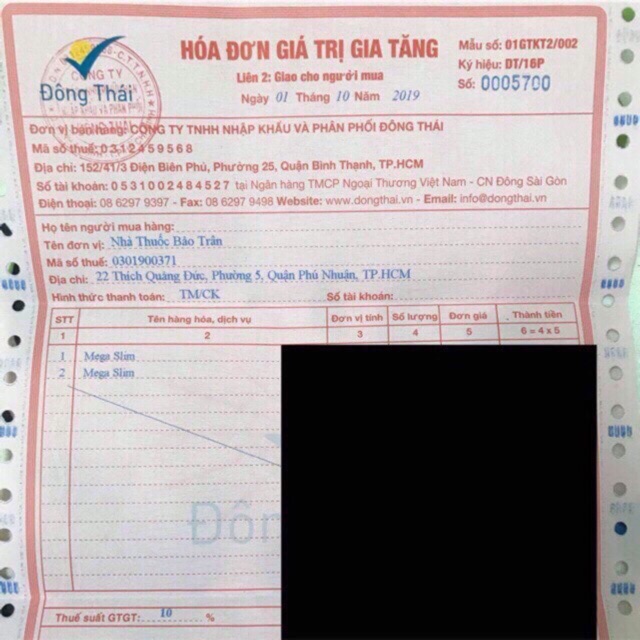 Đông Thái
HÓA ĐƠN GIÁ TRỊ GIA TĂNG
Liên 2: Giao cho người mua
Ngày 01 Tháng 10 Năm 2019
Mẫu số: 01GTKT2/002
Ký hiệu: DT/16P
Số: 0005700
Đơn vị bán hàng: CÔNG TY TNHH NHẬP KHẨU VÀ PHÂN PHỐI ĐÔNG THÁI
Mã số thuế: 0312459568
Địa chỉ: 152/41/3 Điện Biên Phủ, Phường 25, Quận Bình Thạnh, TP.HCM
Số tài khoản: 0531002484527 tại Ngân hàng TMCP Ngoại Thương Việt Nam - CN Đông Sài Gòn
Điện thoại: 08 6297 9397 - Fax: 08 6297 9498 Website: www.dongthai.vn - Email: info@dongthai.vn
Họ tên người mua hàng:
Tên đơn vị: Nhà Thuốc Bảo Trân
Mã số thuế: 0301900371
Địa chỉ: 22 Thích Quảng Đức, Phường 5, Quận Phú Nhuận, TP.HCM
Hình thức thanh toán: TM/CK Số tài khoản:
STT Tên hàng hóa, dịch vụ Đơn vị tính Số lượng Đơn giá Thành tiền
1 2 3 4 5 6 = 4 x 5
1 Mega Slim
2 Mega Slim
Đôn
Thuế suất GTGT: 10 %